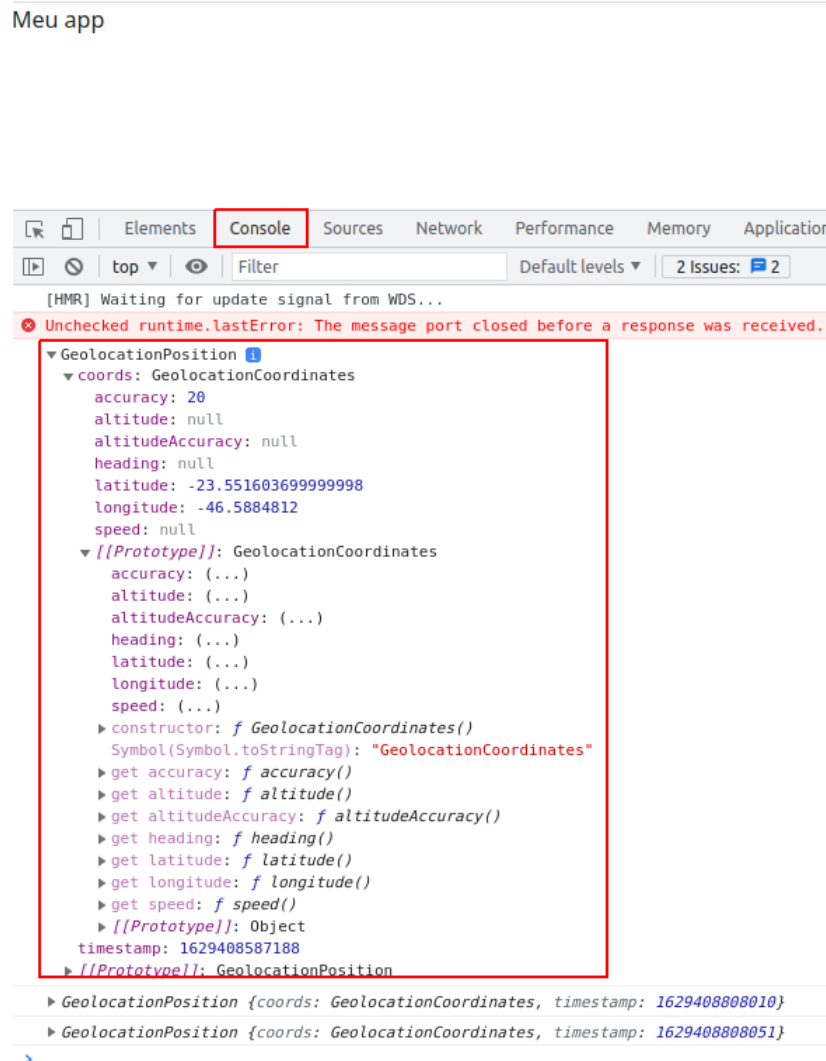 Meu app
Elements Console Sources Network Performance Memory Application
top ▼ Filter Default levels ▼ 2 Issues: 2
[HMR] Waiting for update signal from WDS...
Unchecked runtime.lastError: The message port closed before a response was received.
▼ GeolocationPosition i
▼ coords: GeolocationCoordinates
accuracy: 20
altitude: null
altitudeAccuracy: null
heading: null
latitude: -23.551603699999998
longitude: -46.5884812
speed: null
▼ [[Prototype]]: GeolocationCoordinates
accuracy: (...)
altitude: (...)
altitudeAccuracy: (...)
heading: (...)
latitude: (...)
longitude: (...)
speed: (...)
▶ constructor: ƒ GeolocationCoordinates()
Symbol(Symbol.toStringTag): "GeolocationCoordinates"
▶ get accuracy: ƒ accuracy()
▶ get altitude: ƒ altitude()
▶ get altitudeAccuracy: ƒ altitudeAccuracy()
▶ get heading: ƒ heading()
▶ get latitude: ƒ latitude()
▶ get longitude: ƒ longitude()
▶ get speed: ƒ speed()
▶ [[Prototype]]: Object
timestamp: 1629408587188
▶ [[Prototype]]: GeolocationPosition
▶ GeolocationPosition {coords: GeolocationCoordinates, timestamp: 1629408808010}
▶ GeolocationPosition {coords: GeolocationCoordinates, timestamp: 1629408808051}